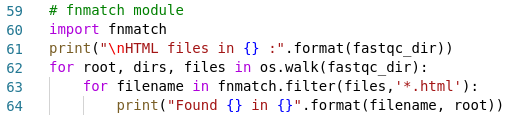 59 # fnmatch module
60 import fnmatch
61 print("\nHTML files in {} :".format(fastqc_dir))
62 for root, dirs, files in os.walk(fastqc_dir):
63     for filename in fnmatch.filter(files,'*.html'):
64         print("Found {} in {}".format(filename, root))